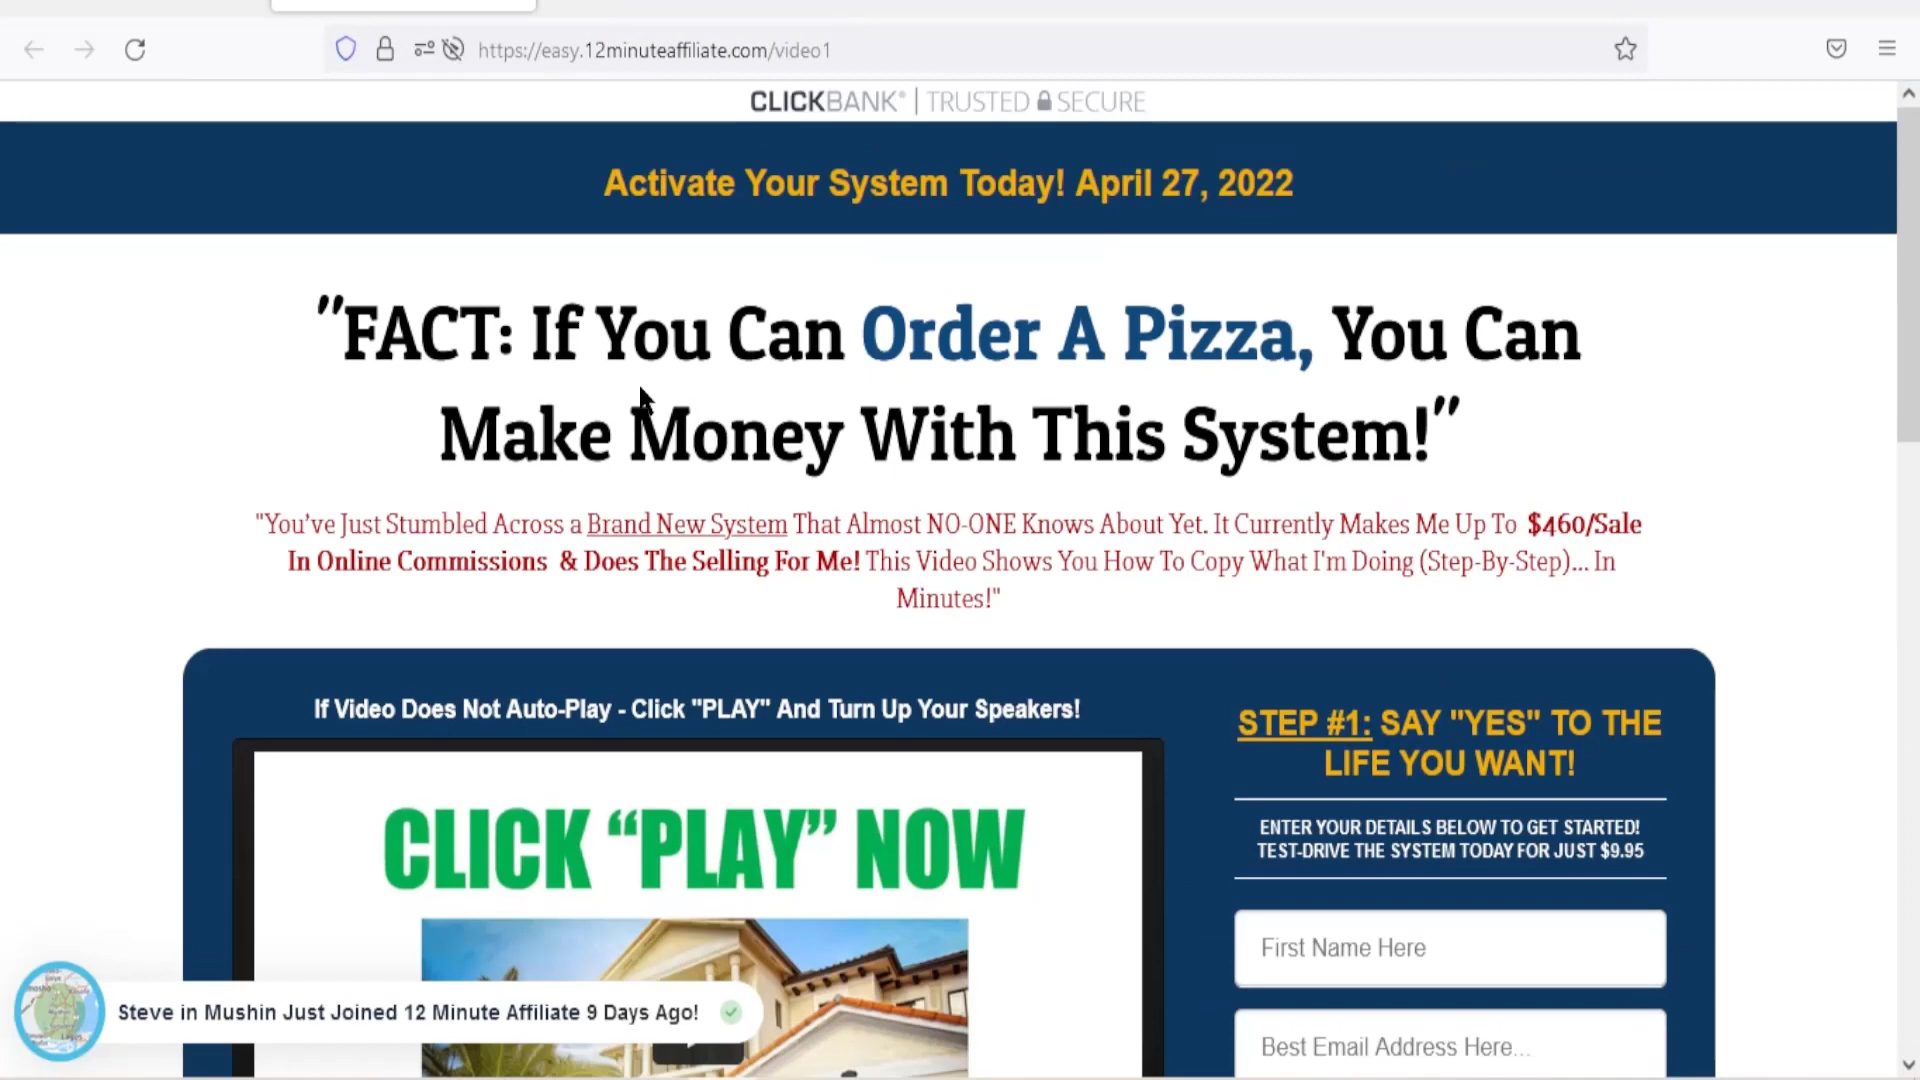 https://easy.12minuteaffiliate.com/video1
CLICKBANK® | TRUSTED SECURE
Activate Your System Today! April 27, 2022
"FACT: If You Can Order A Pizza, You Can
Make Money With This System!"
"You've Just Stumbled Across a Brand New System That Almost NO-ONE Knows About Yet. It Currently Makes Me Up To $460/Sale
In Online Commissions & Does The Selling For Me! This Video Shows You How To Copy What I'm Doing (Step-By-Step)... In
Minutes!"
If Video Does Not Auto-Play - Click "PLAY" And Turn Up Your Speakers!
CLICK “PLAY” NOW
STEP #1: SAY "YES" TO THE
LIFE YOU WANT!
ENTER YOUR DETAILS BELOW TO GET STARTED!
TEST-DRIVE THE SYSTEM TODAY FOR JUST $9.95
First Name Here
Best Email Address Here...
Steve in Mushin Just Joined 12 Minute Affiliate 9 Days Ago!